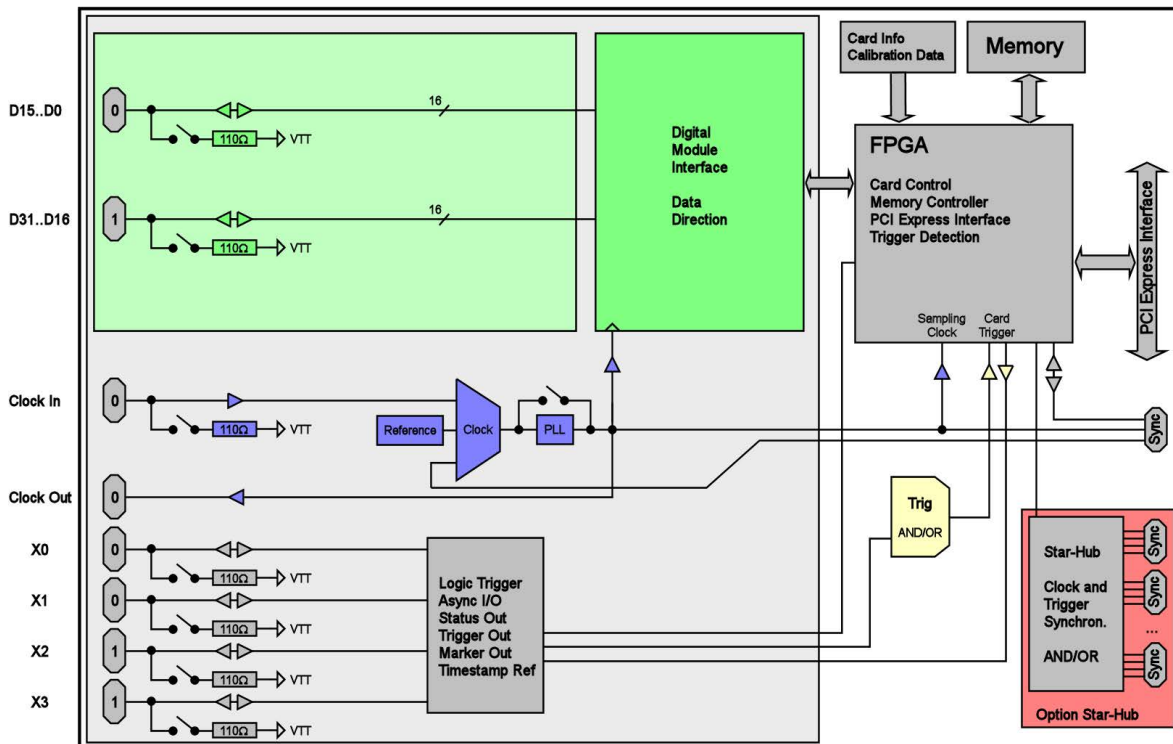 Card Info
Calibration Data
Memory
D15..D0
0
16
110Ω
VTT
Digital
Module
Interface
Data
Direction
FPGA
Card Control
Memory Controller
PCI Express Interface
Trigger Detection
D31..D16
1
16
110Ω
VTT
PCI Express Interface
Sampling
Clock
Card
Trigger
Clock In
0
110Ω
VTT
Reference
Clock
PLL
Sync
Clock Out
0
Trig
AND/OR
X0
0
110Ω
VTT
X1
0
110Ω
VTT
X2
1
110Ω
VTT
X3
1
110Ω
VTT
Logic Trigger
Async I/O
Status Out
Trigger Out
Marker Out
Timestamp Ref
Star-Hub
Clock and
Trigger
Synchron.
AND/OR
Sync
Sync
...
Sync
Option Star-Hub